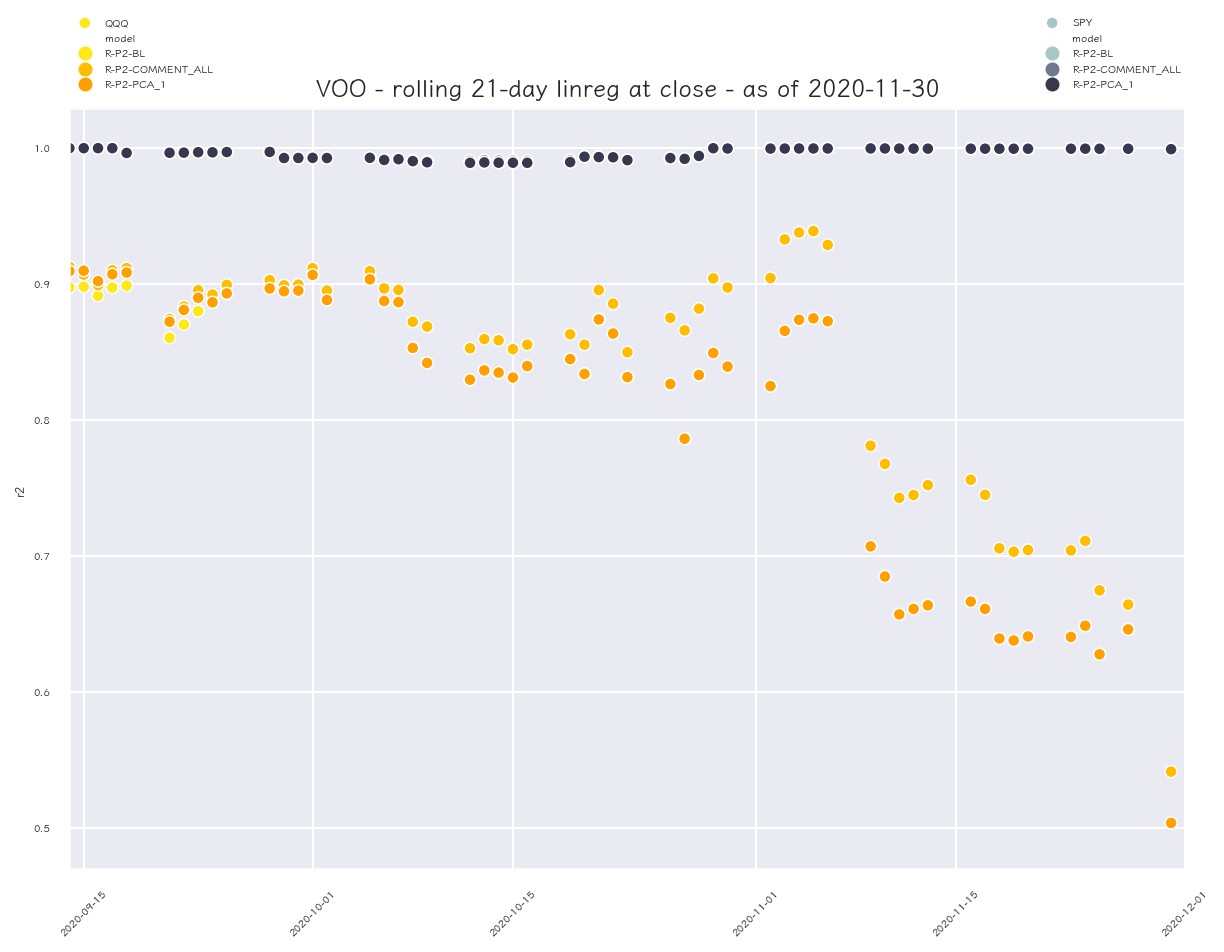 QQQ
model
R-P2-BL
R-P2-COMMENT_ALL
R-P2-PCA_1
SPY
model
R-P2-BL
R-P2-COMMENT_ALL
R-P2-PCA_1
VOO - rolling 21-day linreg at close - as of 2020-11-30
1.0
0.9
0.8
0.7
0.6
0.5
r2
2020-09-15
2020-10-01
2020-10-15
2020-11-01
2020-11-15
2020-12-01